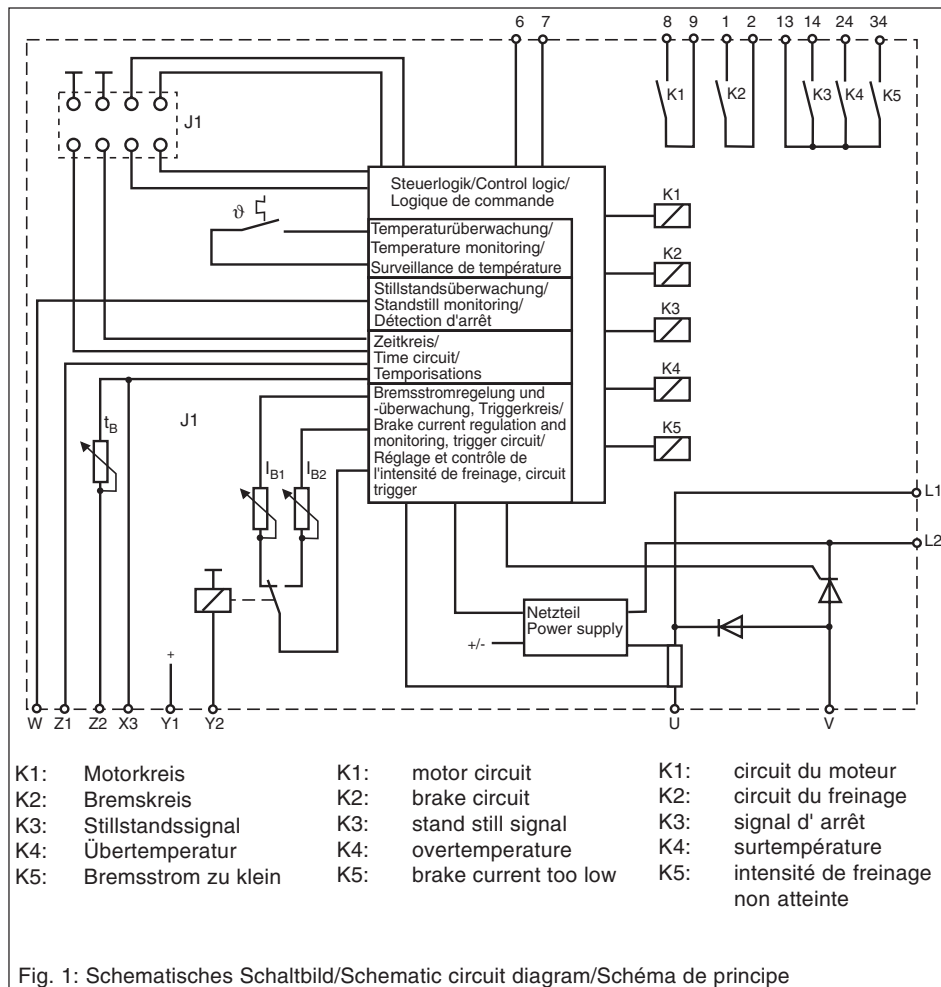 6 7 8 9 1 2 13 14 24 34
K1 K2 K3 K4 K5
J1
Steuerlogik/Control logic/
Logique de commande
K1
ϑ
Temperaturüberwachung/
Temperature monitoring/
Surveillance de température
K2
Stillstandsüberwachung/
Standstill monitoring/
Détection d'arrêt
K3
Zeitkreis/
Time circuit/
Temporisations
K4
Bremsstromregelung und
-überwachung, Triggerkreis/
Brake current regulation and
monitoring, trigger circuit/
Réglage et contrôle de
l'intensité de freinage, circuit
trigger
K5
J1
tB
IB1 IB2
L1
L2
Netzteil
Power supply
+/-
+
W Z1 Z2 X3 Y1 Y2 U V
K1: Motorkreis K1: motor circuit K1: circuit du moteur
K2: Bremskreis K2: brake circuit K2: circuit du freinage
K3: Stillstandssignal K3: stand still signal K3: signal d' arrêt
K4: Übertemperatur K4: overtemperature K4: surtempérature
K5: Bremsstrom zu klein K5: brake current too low K5: intensité de freinage
non atteinte
Fig. 1: Schematisches Schaltbild/Schematic circuit diagram/Schéma de principe